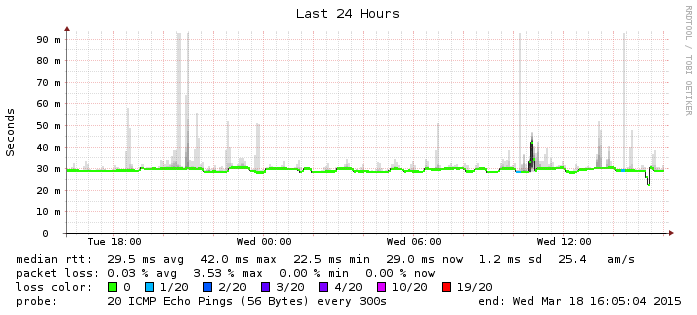 Last 24 Hours
RRDTOOL / TOBI OETIKER
Seconds
90 m
80 m
70 m
60 m
50 m
40 m
30 m
20 m
10 m
0
Tue 18:00 Wed 00:00 Wed 06:00 Wed 12:00
median rtt: 29.5 ms avg 42.0 ms max 22.5 ms min 29.0 ms now 1.2 ms sd 25.4 am/s
packet loss: 0.03 % avg 3.53 % max 0.00 % min 0.00 % now
loss color: 0 1/20 2/20 3/20 4/20 10/20 19/20
probe: 20 ICMP Echo Pings (56 Bytes) every 300s end: Wed Mar 18 16:05:04 2015